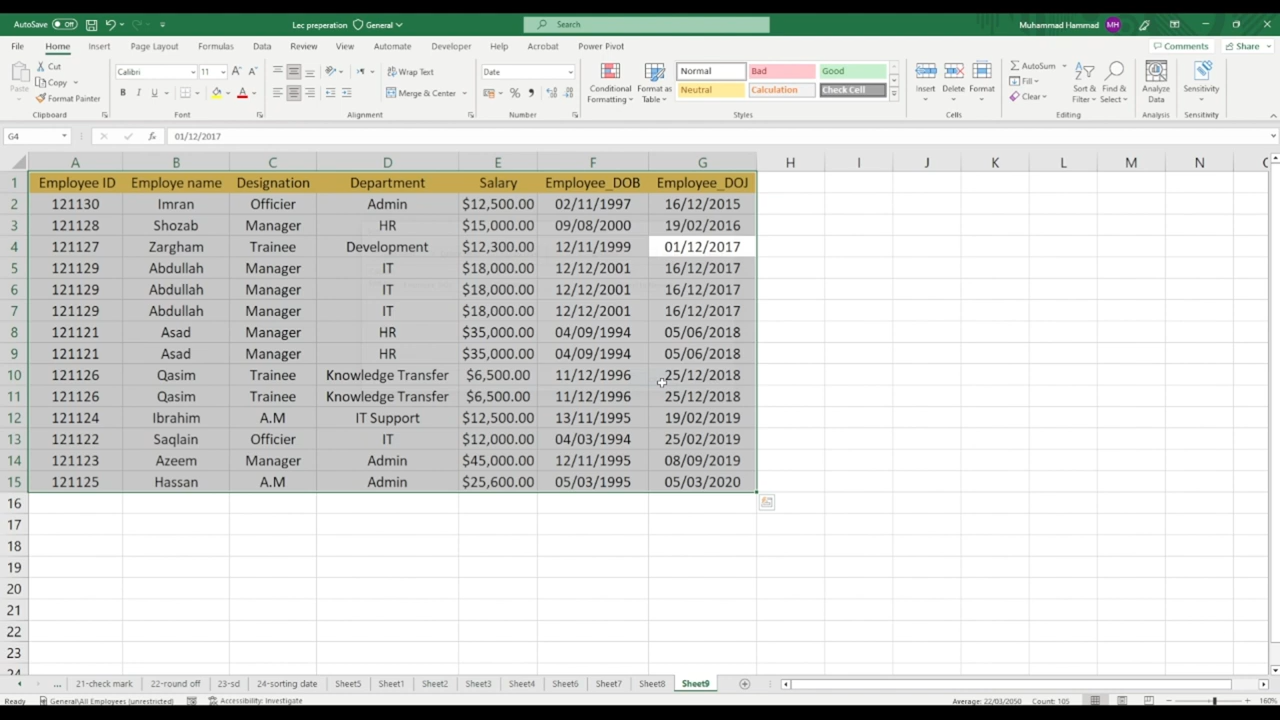 AutoSave Off Lec preperation General Search Muhammad Hammad MH
File Home Insert Page Layout Formulas Data Review View Automate Developer Help Acrobat Power Pivot Comments Share
Paste Cut Copy Format Painter Clipboard
Calibri 11 B I U A Font
Wrap Text Merge & Center Alignment
Date % Number
Conditional Formatting Format as Table Normal Bad Good Neutral Calculation Check Cell Styles
Insert Delete Format Cells
AutoSum Fill Clear Sort & Filter Find & Select Editing
Analyze Data Analysis Sensitivity Sensitivity
G4 fx 01/12/2017
A B C D E F G H I J K L M N
1 Employee ID Employe name Designation Department Salary Employee_DOB Employee_DOJ
2 121130 Imran Officier Admin $12,500.00 02/11/1997 16/12/2015
3 121128 Shozab Manager HR $15,000.00 09/08/2000 19/02/2016
4 121127 Zargham Trainee Development $12,300.00 12/11/1999 01/12/2017
5 121129 Abdullah Manager IT $18,000.00 12/12/2001 16/12/2017
6 121129 Abdullah Manager IT $18,000.00 12/12/2001 16/12/2017
7 121129 Abdullah Manager IT $18,000.00 12/12/2001 16/12/2017
8 121121 Asad Manager HR $35,000.00 04/09/1994 05/06/2018
9 121121 Asad Manager HR $35,000.00 04/09/1994 05/06/2018
10 121126 Qasim Trainee Knowledge Transfer $6,500.00 11/12/1996 25/12/2018
11 121126 Qasim Trainee Knowledge Transfer $6,500.00 11/12/1996 25/12/2018
12 121124 Ibrahim A.M IT Support $12,500.00 13/11/1995 19/02/2019
13 121122 Saqlain Officier IT $12,000.00 04/03/1994 25/02/2019
14 121123 Azeem Manager Admin $45,000.00 12/11/1995 08/09/2019
15 121125 Hassan A.M Admin $25,600.00 05/03/1995 05/03/2020
16
17
18
19
20
21
22
23
24
... 21-check mark 22-round off 23-sd 24-sorting date Sheet5 Sheet1 Sheet2 Sheet3 Sheet4 Sheet6 Sheet7 Sheet8 Sheet9
Ready General\All Employees (unrestricted) Accessibility: Investigate Average: 22/03/2050 Count: 105 160%